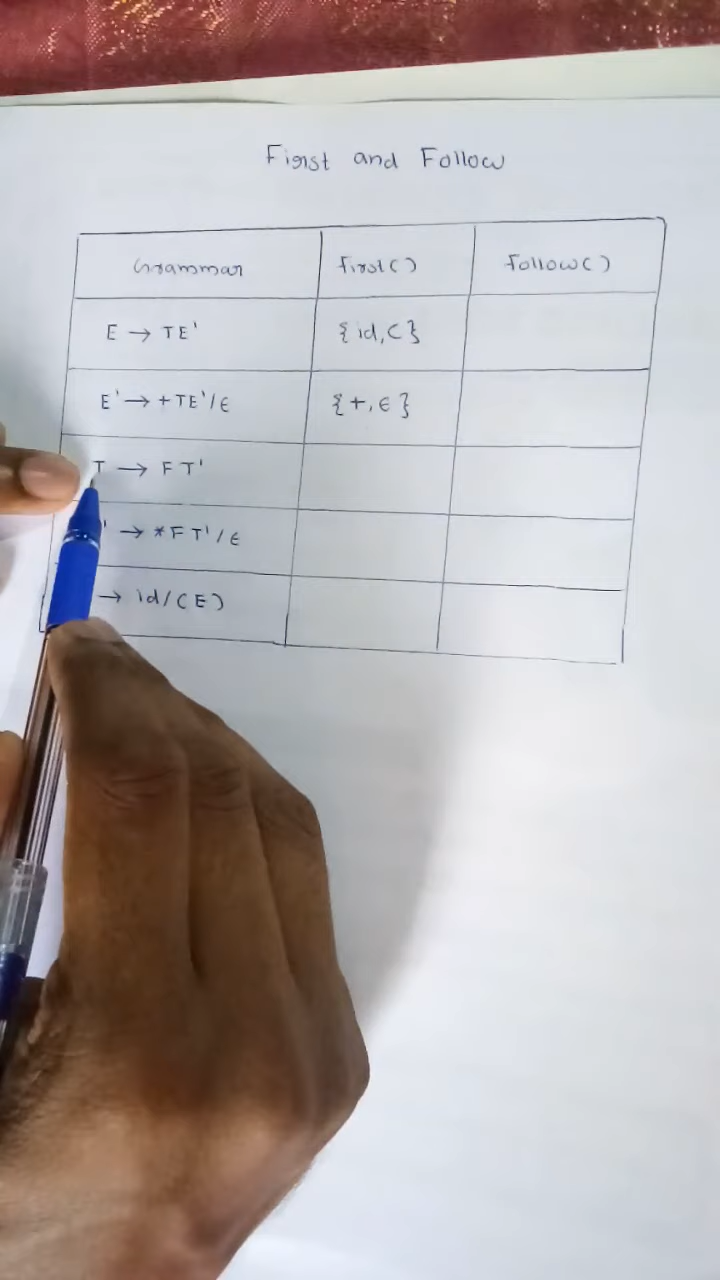 First and Follow
Grammar First() Follow()
E → TE' {id,(}
E' → +TE'/ε {+,ε}
T → FT'
' → *FT'/ε
→ id/(E)